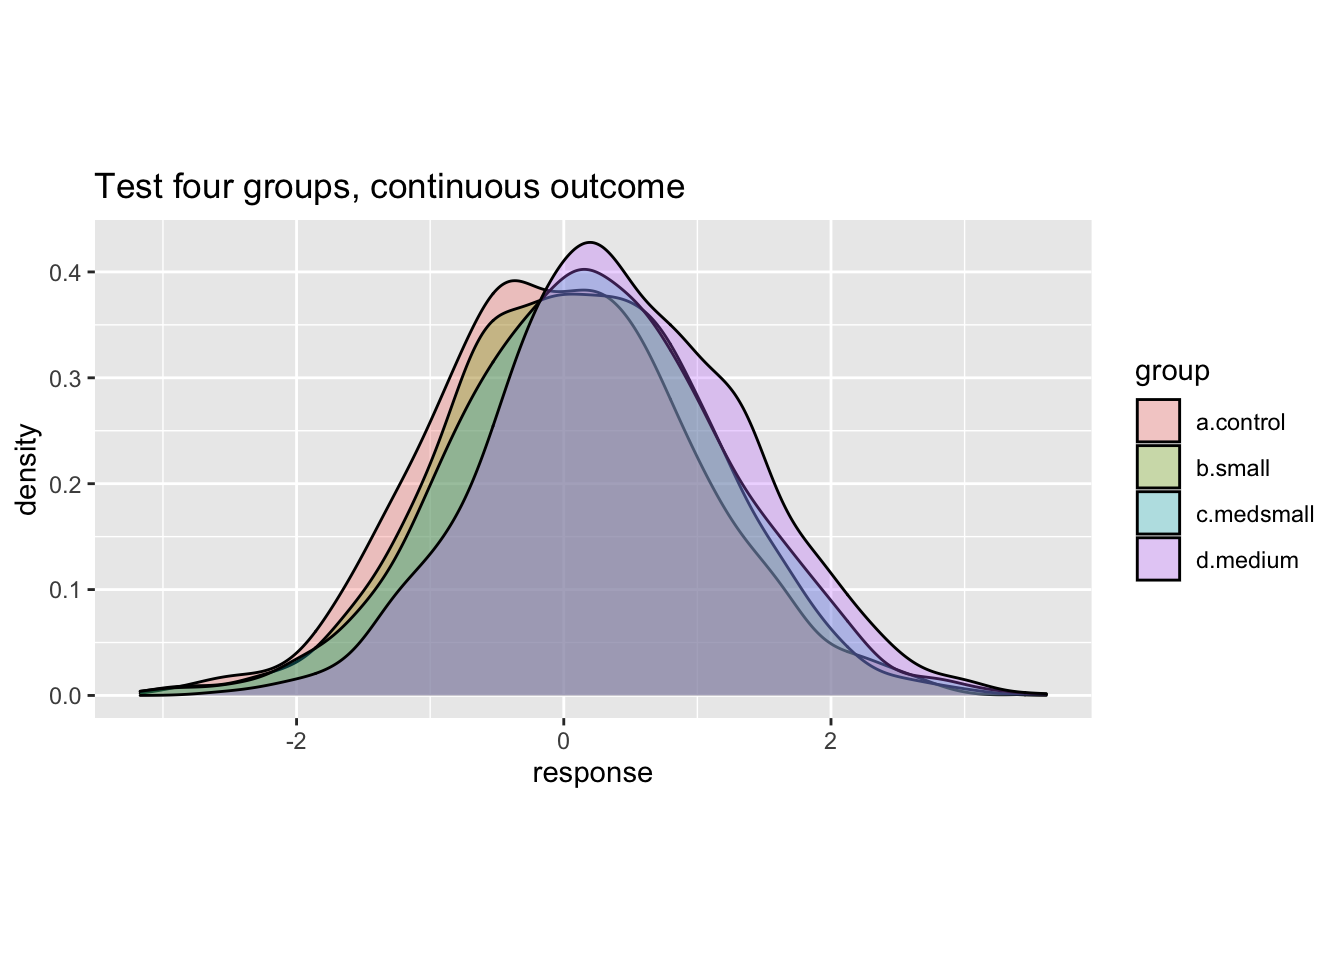 Test four groups, continuous outcome
0.4
0.3
0.2
0.1
0.0
density
-2
0
2
response
group
a.control
b.small
c.medsmall
d.medium